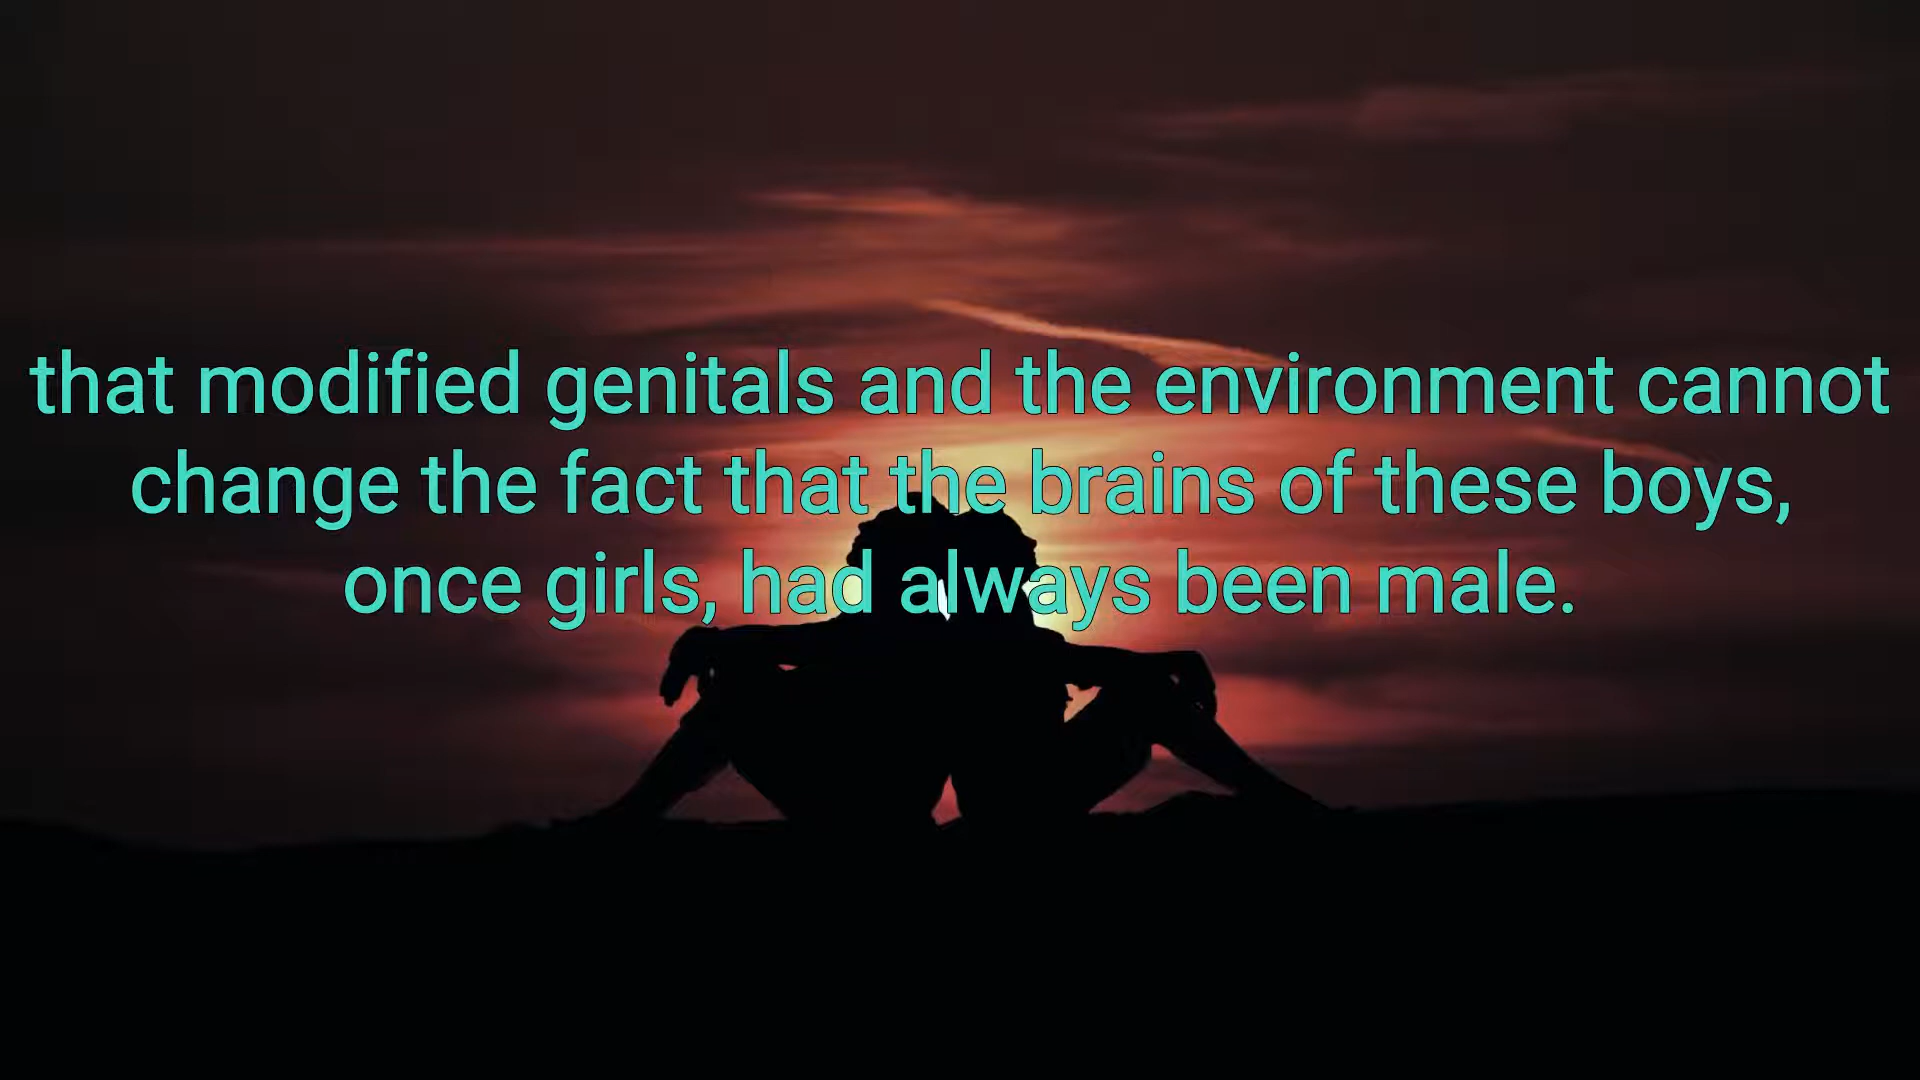 that modified genitals and the environment cannot
change the fact that the brains of these boys,
once girls, had always been male.